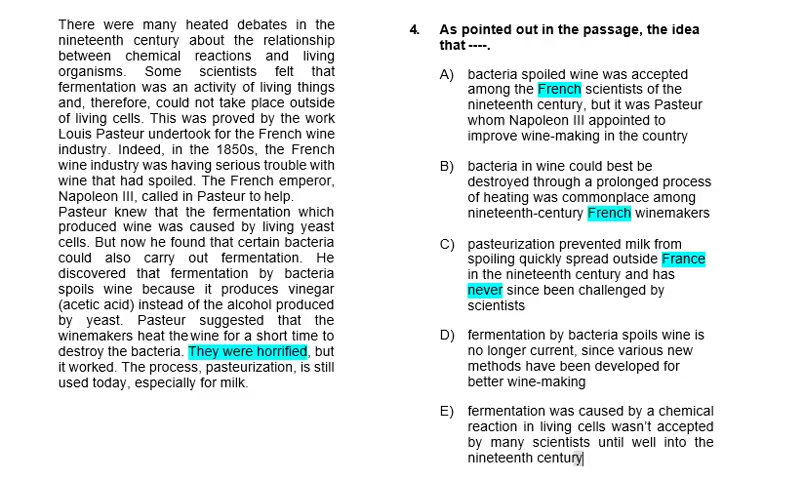 There were many heated debates in the
nineteenth century about the relationship
between chemical reactions and living
organisms. Some scientists felt that
fermentation was an activity of living things
and, therefore, could not take place outside
of living cells. This was proved by the work
Louis Pasteur undertook for the French wine
industry. Indeed, in the 1850s, the French
wine industry was having serious trouble with
wine that had spoiled. The French emperor,
Napoleon III, called in Pasteur to help.
Pasteur knew that the fermentation which
produced wine was caused by living yeast
cells. But now he found that certain bacteria
could also carry out fermentation. He
discovered that fermentation by bacteria
spoils wine because it produces vinegar
(acetic acid) instead of the alcohol produced
by yeast. Pasteur suggested that the
winemakers heat the wine for a short time to
destroy the bacteria. They were horrified, but
it worked. The process, pasteurization, is still
used today, especially for milk.
4. As pointed out in the passage, the idea
that ----.
A) bacteria spoiled wine was accepted
among the French scientists of the
nineteenth century, but it was Pasteur
whom Napoleon III appointed to
improve wine-making in the country
B) bacteria in wine could best be
destroyed through a prolonged process
of heating was commonplace among
nineteenth-century French winemakers
C) pasteurization prevented milk from
spoiling quickly spread outside France
in the nineteenth century and has
never since been challenged by
scientists
D) fermentation by bacteria spoils wine is
no longer current, since various new
methods have been developed for
better wine-making
E) fermentation was caused by a chemical
reaction in living cells wasn't accepted
by many scientists until well into the
nineteenth century